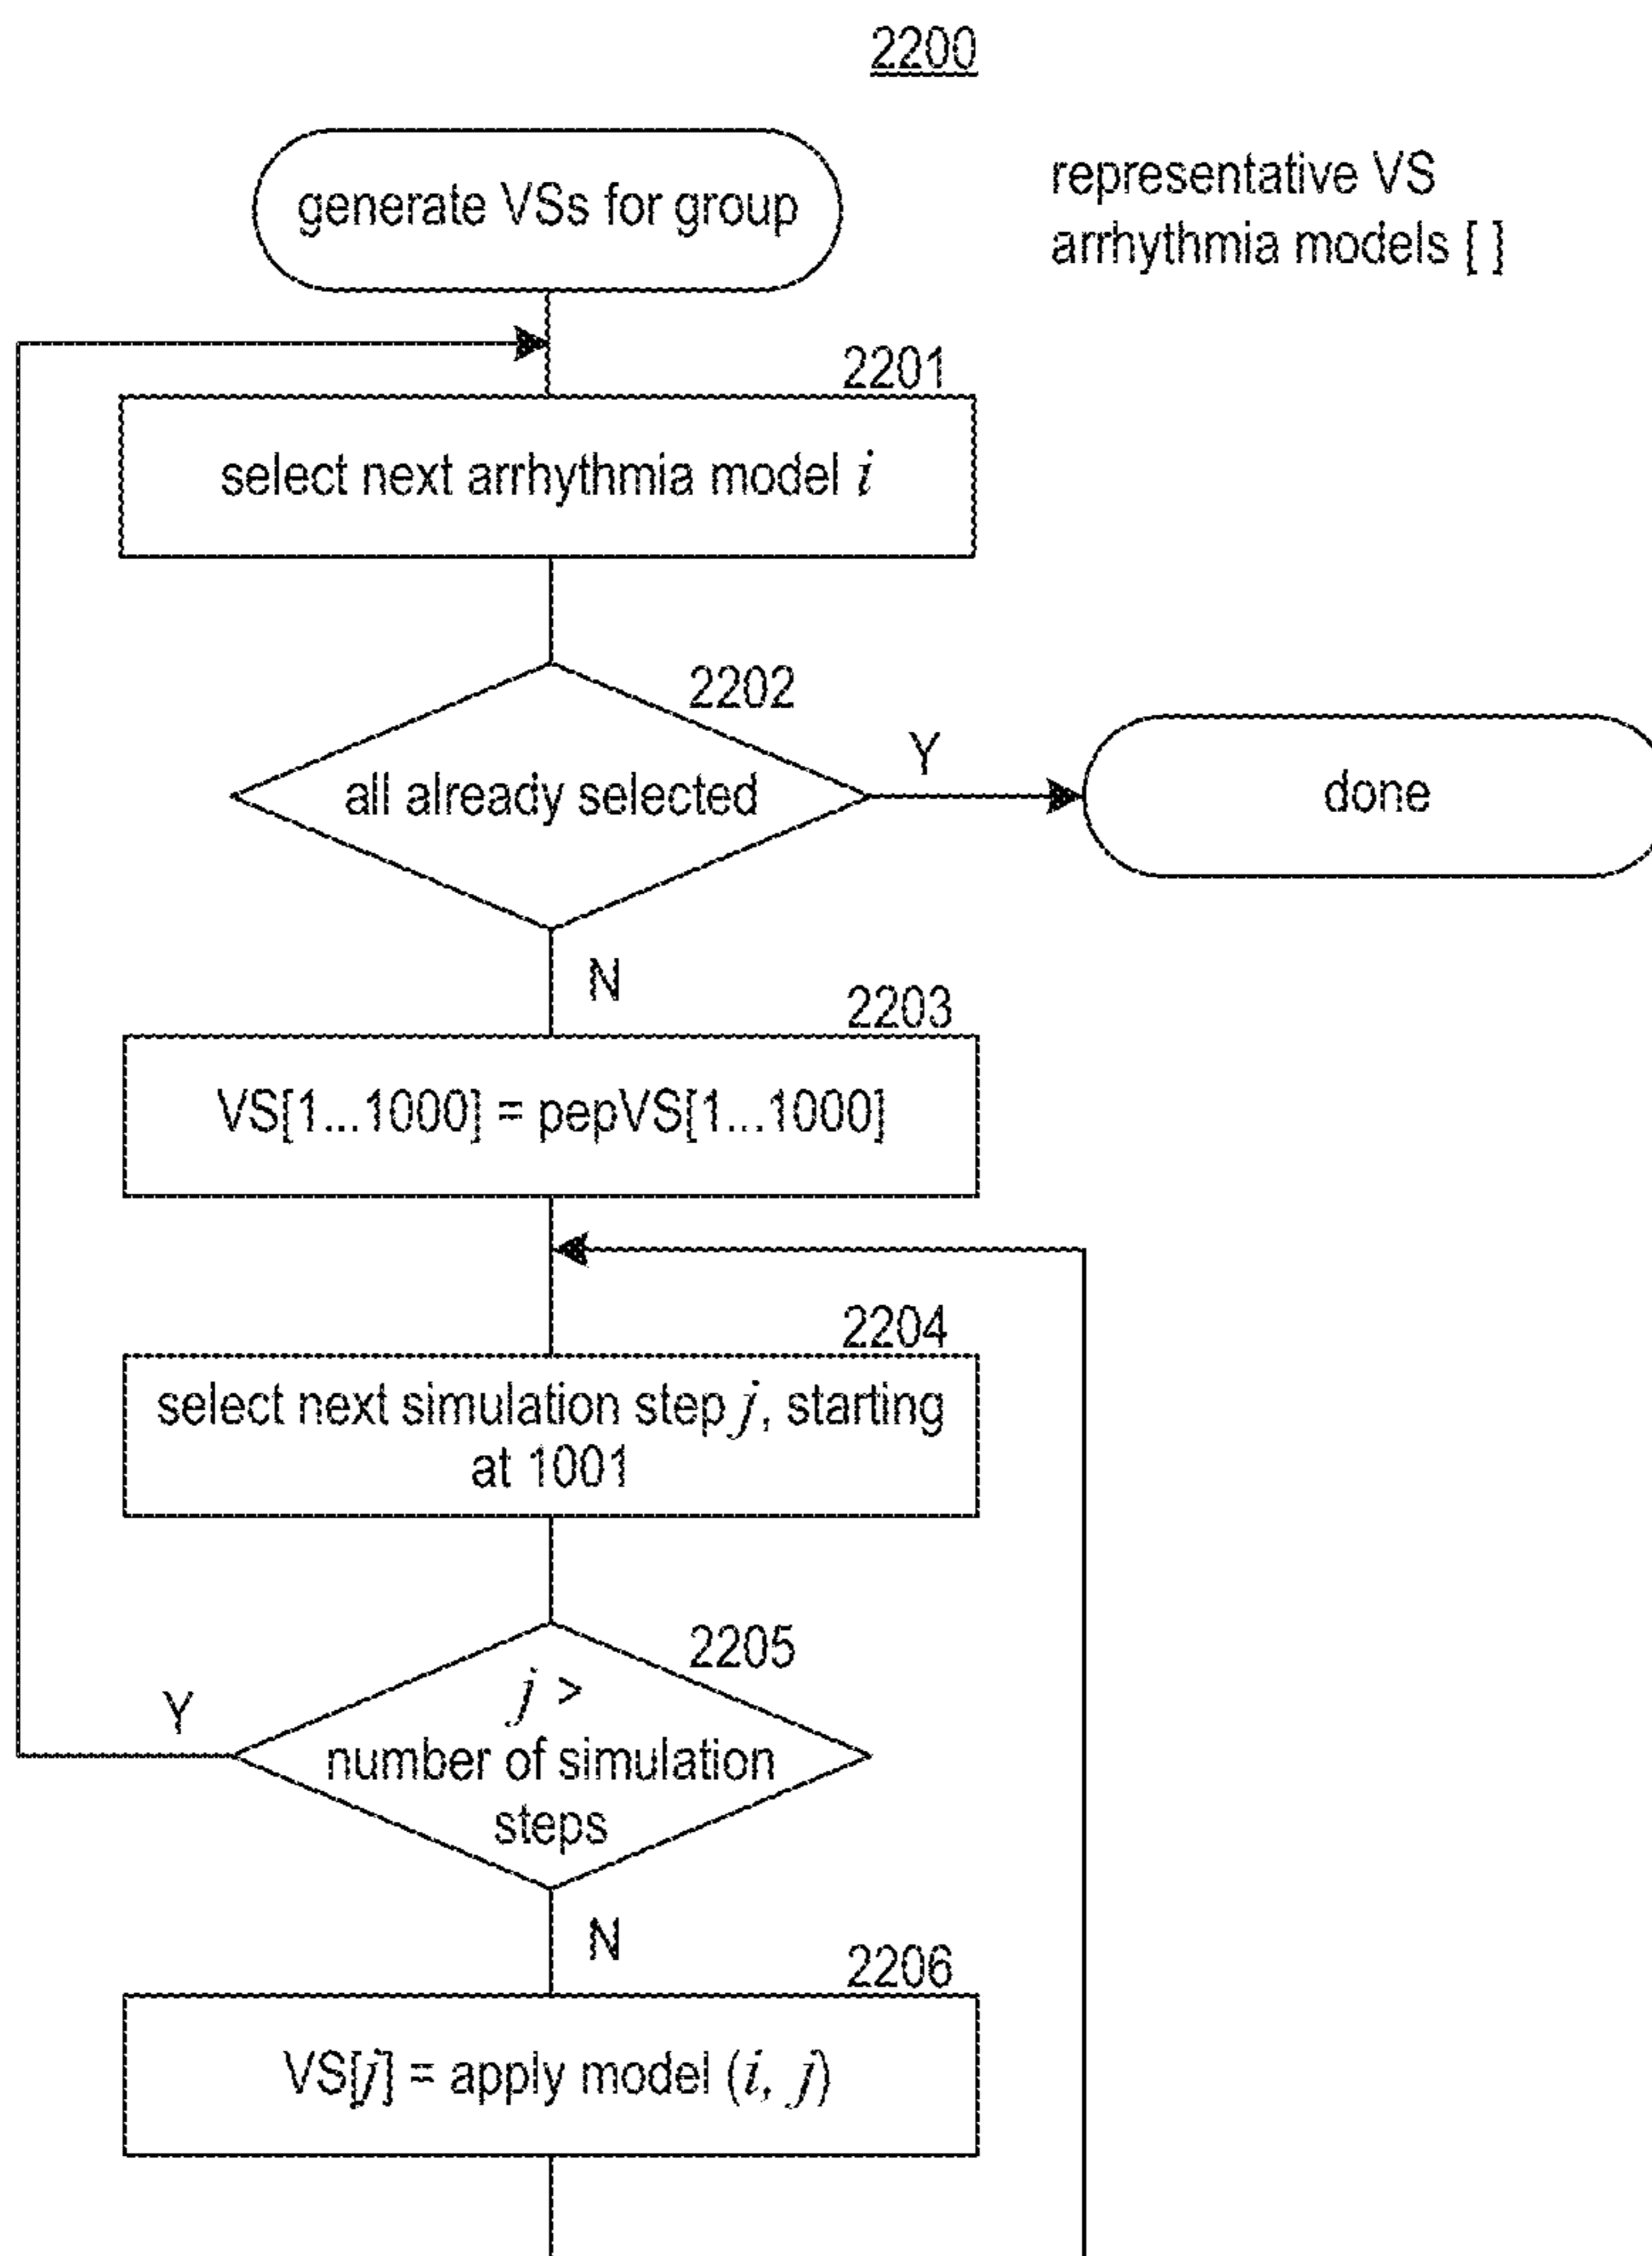 2200
generate VSs for group
representative VS
arrhythmia models [ ]
2201
select next arrhythmia model i
2202
all already selected
Y
done
N
2203
VS[1...1000] = pepVS[1...1000]
2204
select next simulation step j, starting
at 1001
2205
j >
number of simulation
steps
Y
N
2206
VS[j] = apply model (i, j)